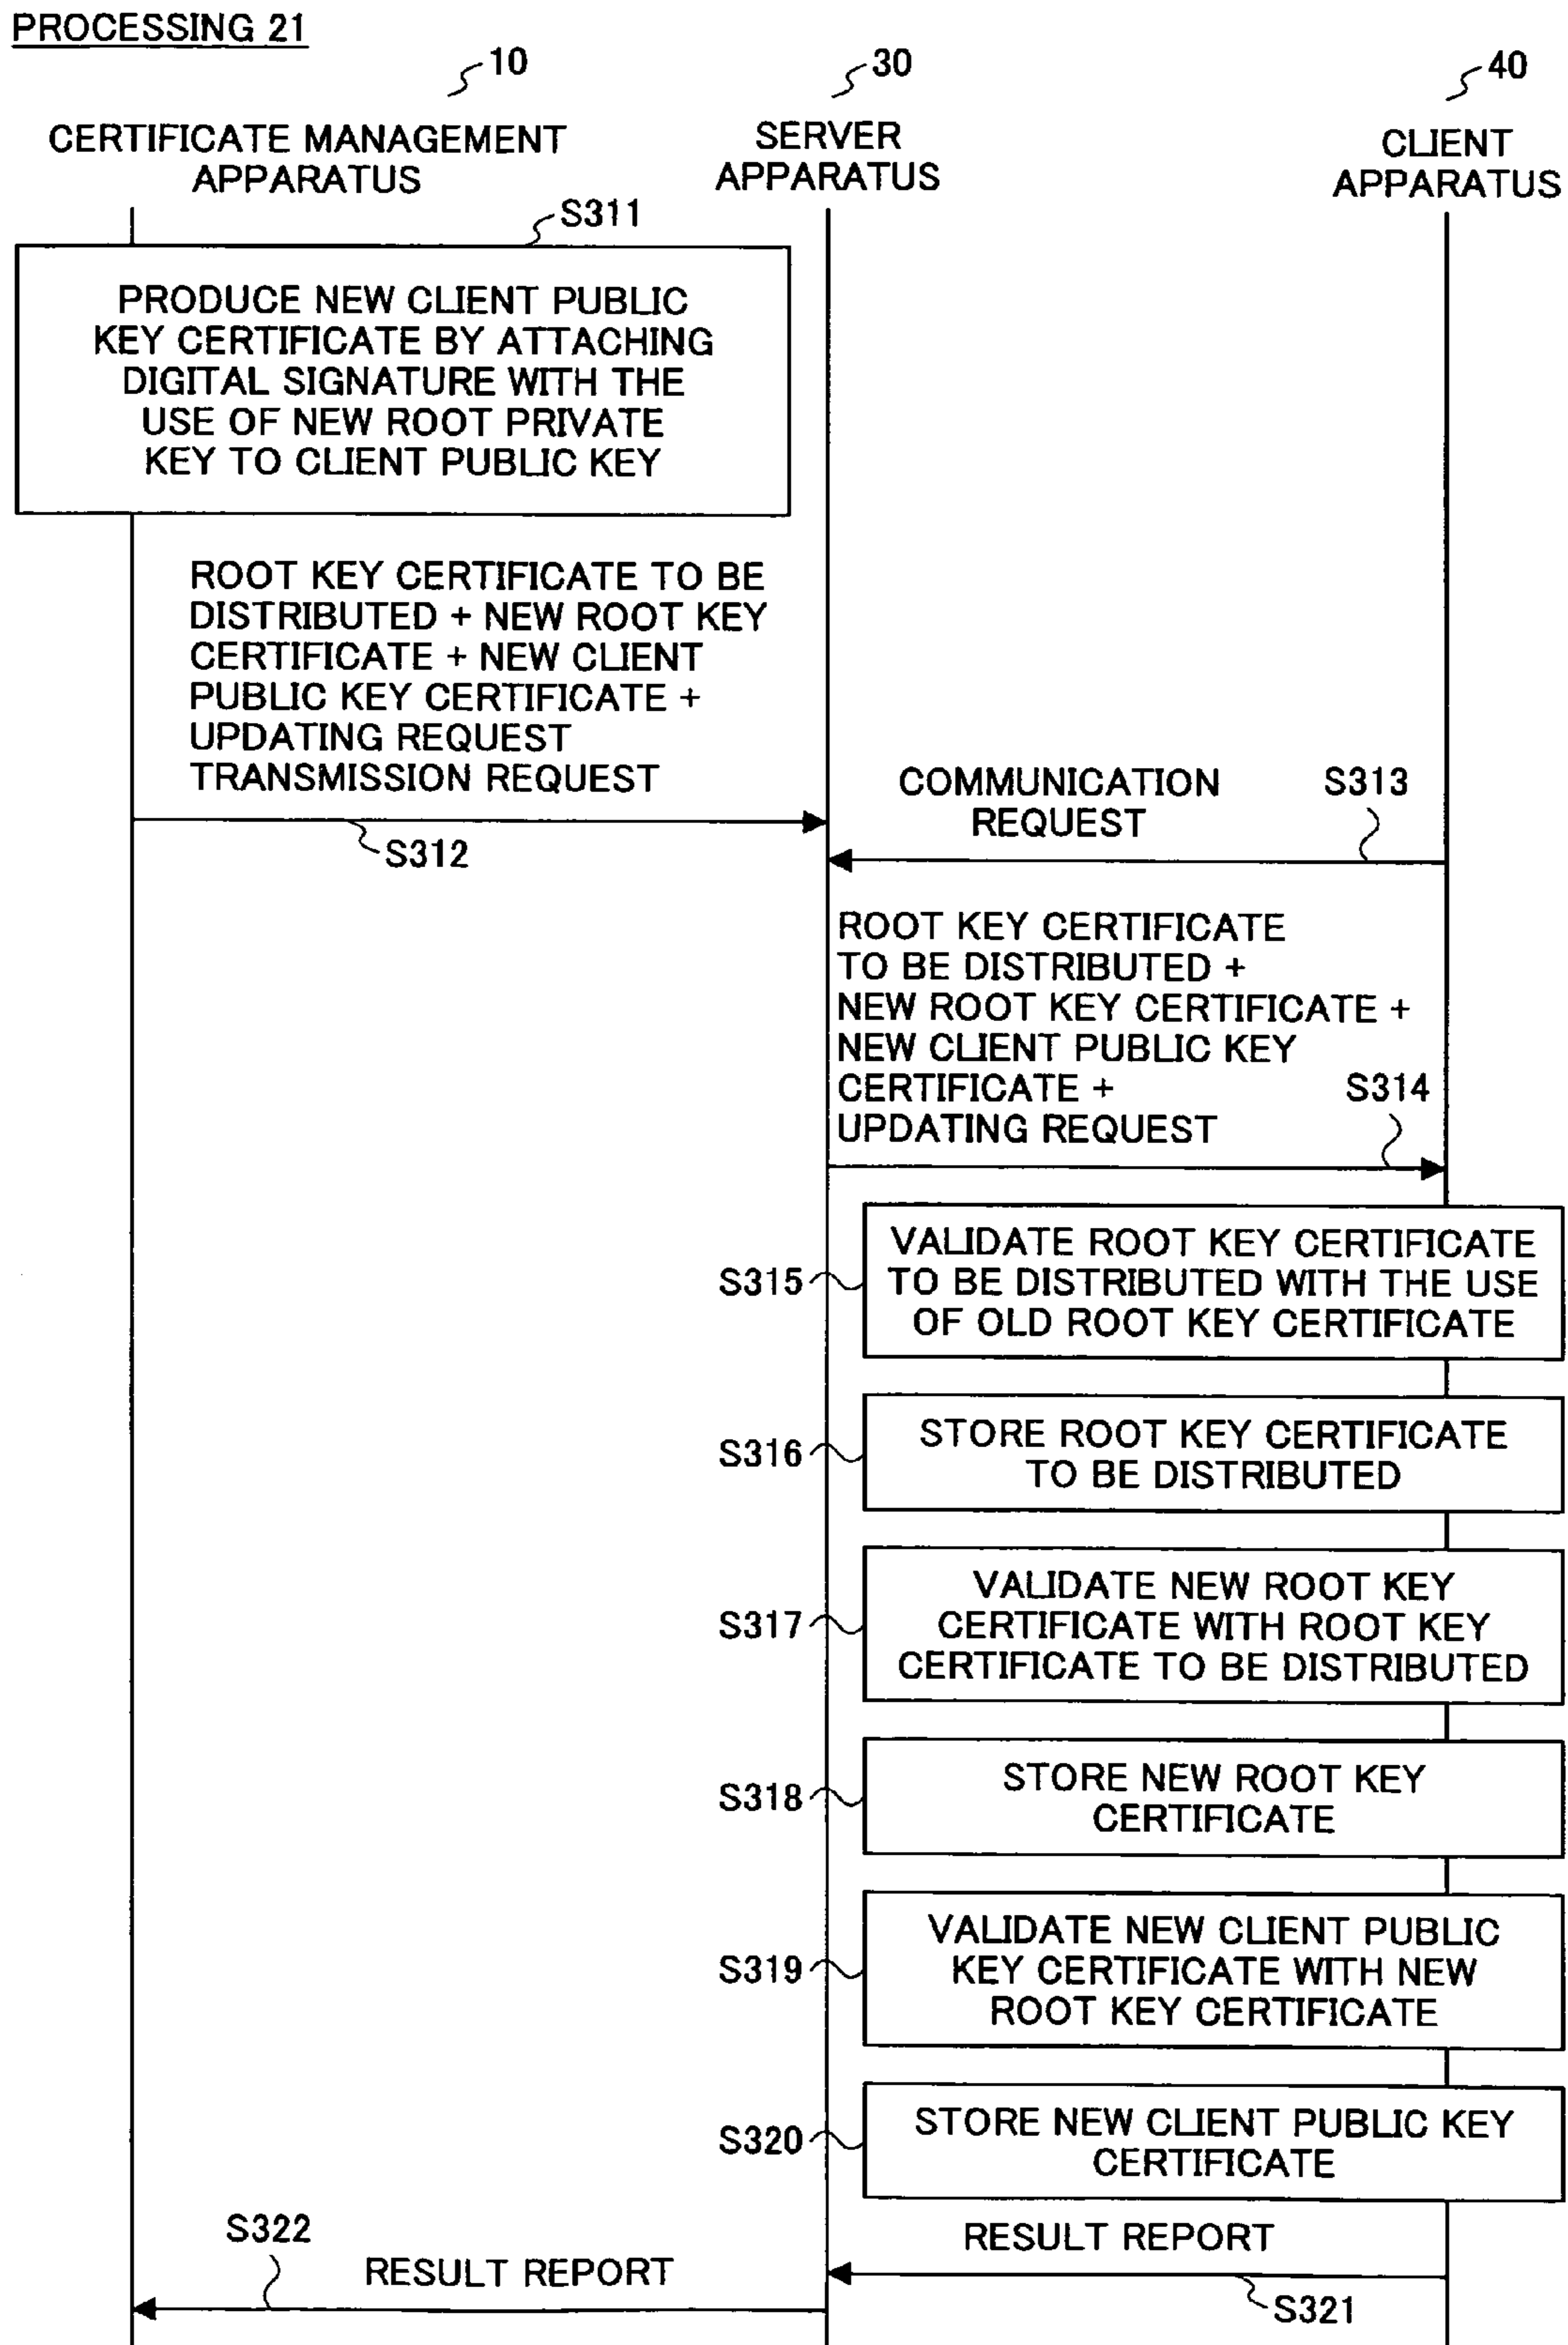 PROCESSING 21
10
30
40
CERTIFICATE MANAGEMENT
APPARATUS
SERVER
APPARATUS
CLIENT
APPARATUS
S311
PRODUCE NEW CLIENT PUBLIC
KEY CERTIFICATE BY ATTACHING
DIGITAL SIGNATURE WITH THE
USE OF NEW ROOT PRIVATE
KEY TO CLIENT PUBLIC KEY
ROOT KEY CERTIFICATE TO BE
DISTRIBUTED + NEW ROOT KEY
CERTIFICATE + NEW CLIENT
PUBLIC KEY CERTIFICATE +
UPDATING REQUEST
TRANSMISSION REQUEST
S312
COMMUNICATION
REQUEST
S313
ROOT KEY CERTIFICATE
TO BE DISTRIBUTED +
NEW ROOT KEY CERTIFICATE +
NEW CLIENT PUBLIC KEY
CERTIFICATE +
UPDATING REQUEST
S314
S315
VALIDATE ROOT KEY CERTIFICATE
TO BE DISTRIBUTED WITH THE USE
OF OLD ROOT KEY CERTIFICATE
S316
STORE ROOT KEY CERTIFICATE
TO BE DISTRIBUTED
S317
VALIDATE NEW ROOT KEY
CERTIFICATE WITH ROOT KEY
CERTIFICATE TO BE DISTRIBUTED
S318
STORE NEW ROOT KEY
CERTIFICATE
S319
VALIDATE NEW CLIENT PUBLIC
KEY CERTIFICATE WITH NEW
ROOT KEY CERTIFICATE
S320
STORE NEW CLIENT PUBLIC KEY
CERTIFICATE
RESULT REPORT
S321
S322
RESULT REPORT